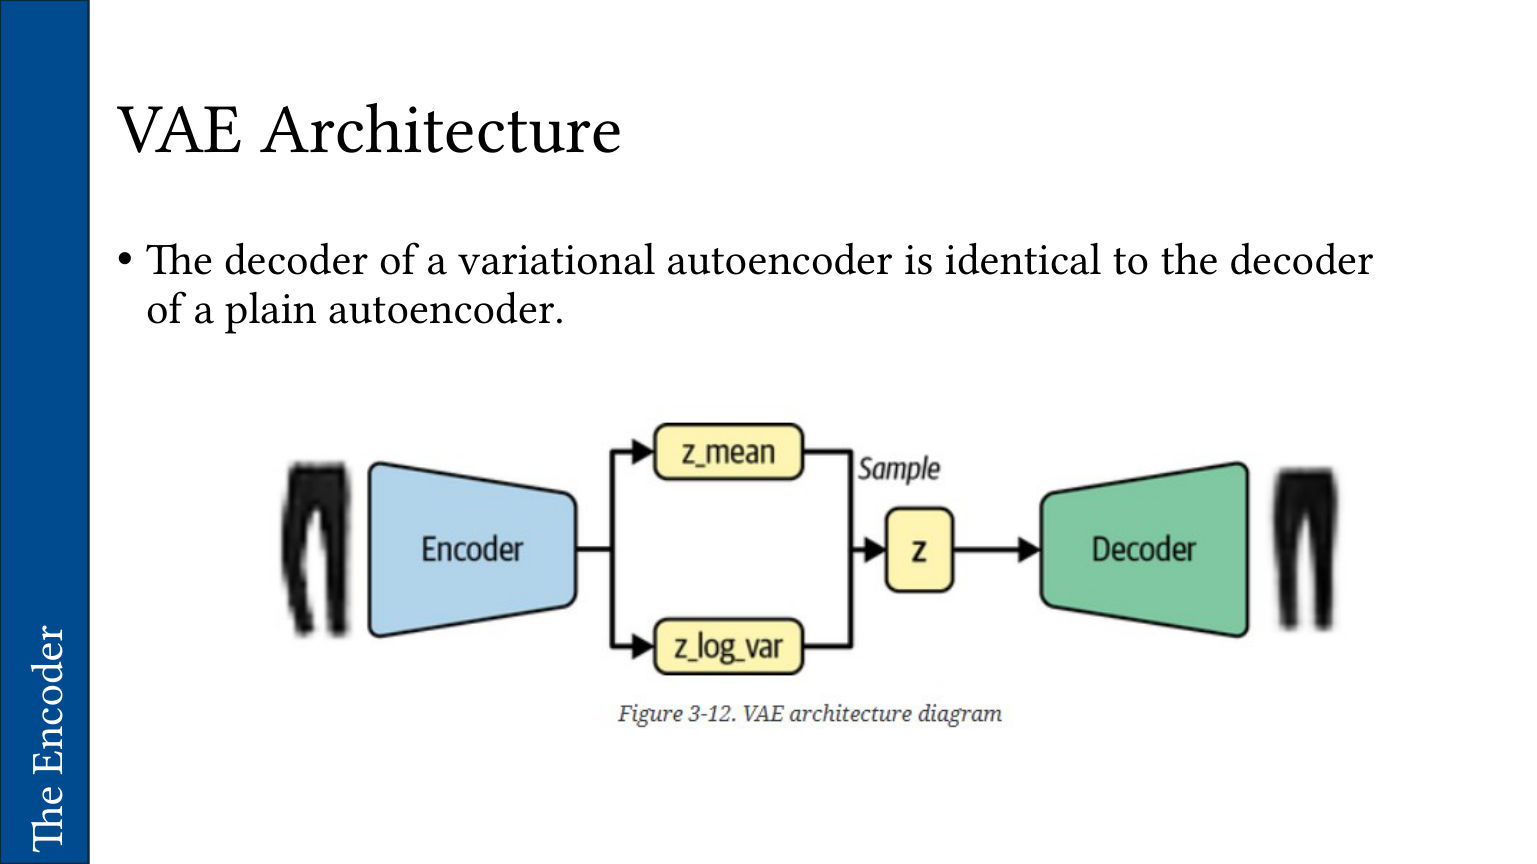 VAE Architecture
• The decoder of a variational autoencoder is identical to the decoder
of a plain autoencoder.
z_mean
Sample
Encoder
z
Decoder
z_log_var
Figure 3-12. VAE architecture diagram
The Encoder